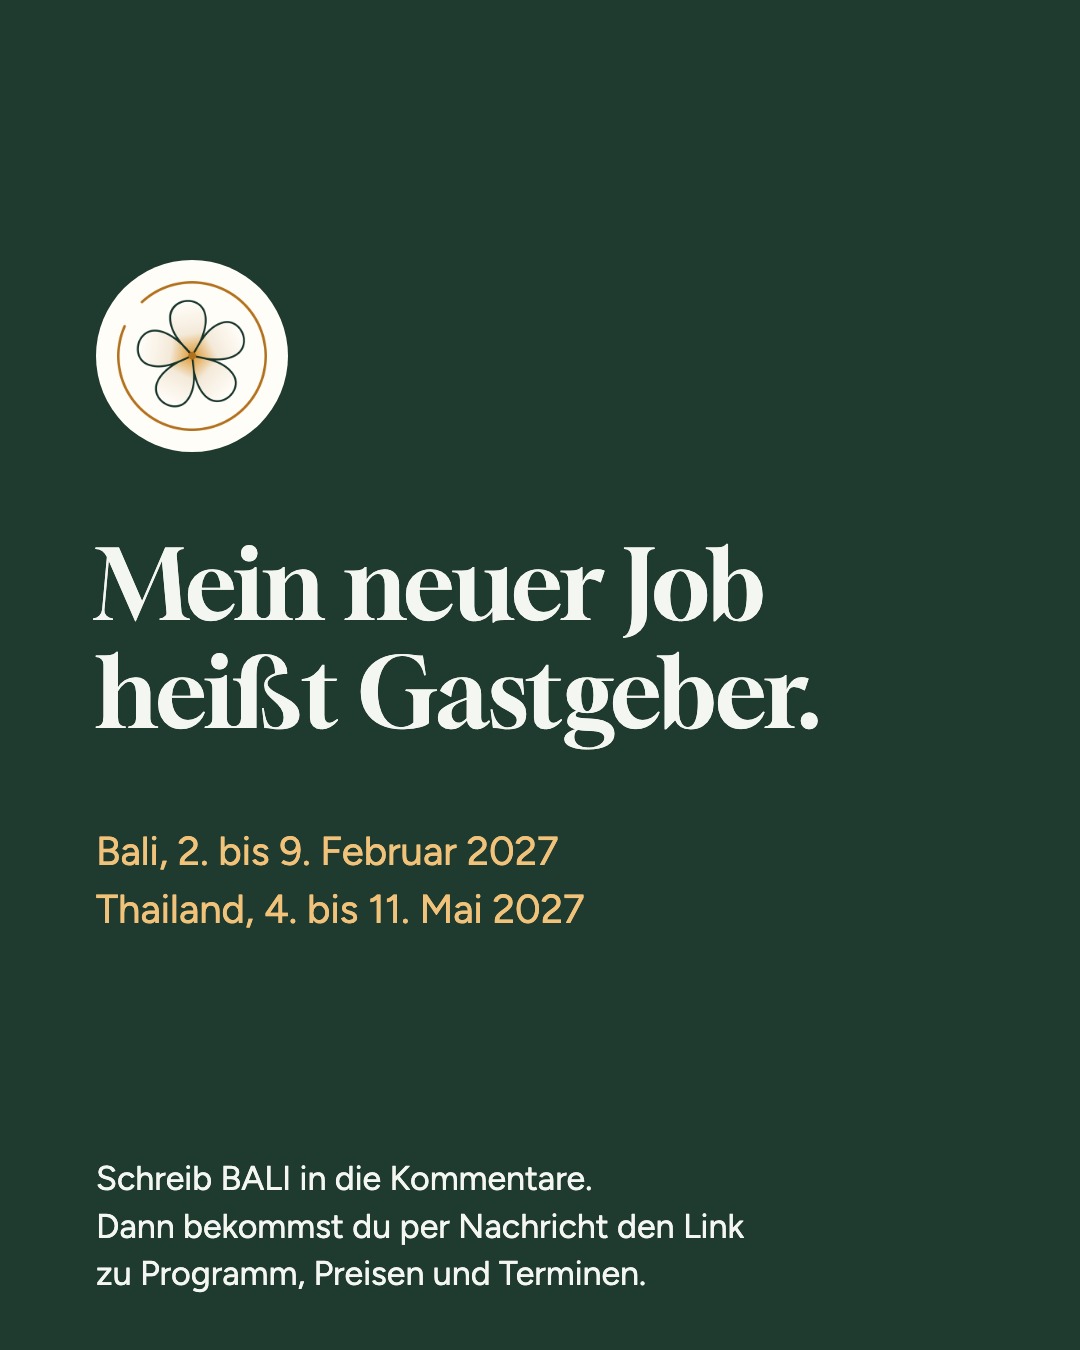 Mein neuer Job
heißt Gastgeber.
Bali, 2. bis 9. Februar 2027
Thailand, 4. bis 11. Mai 2027
Schreib BALI in die Kommentare.
Dann bekommst du per Nachricht den Link
zu Programm, Preisen und Terminen.